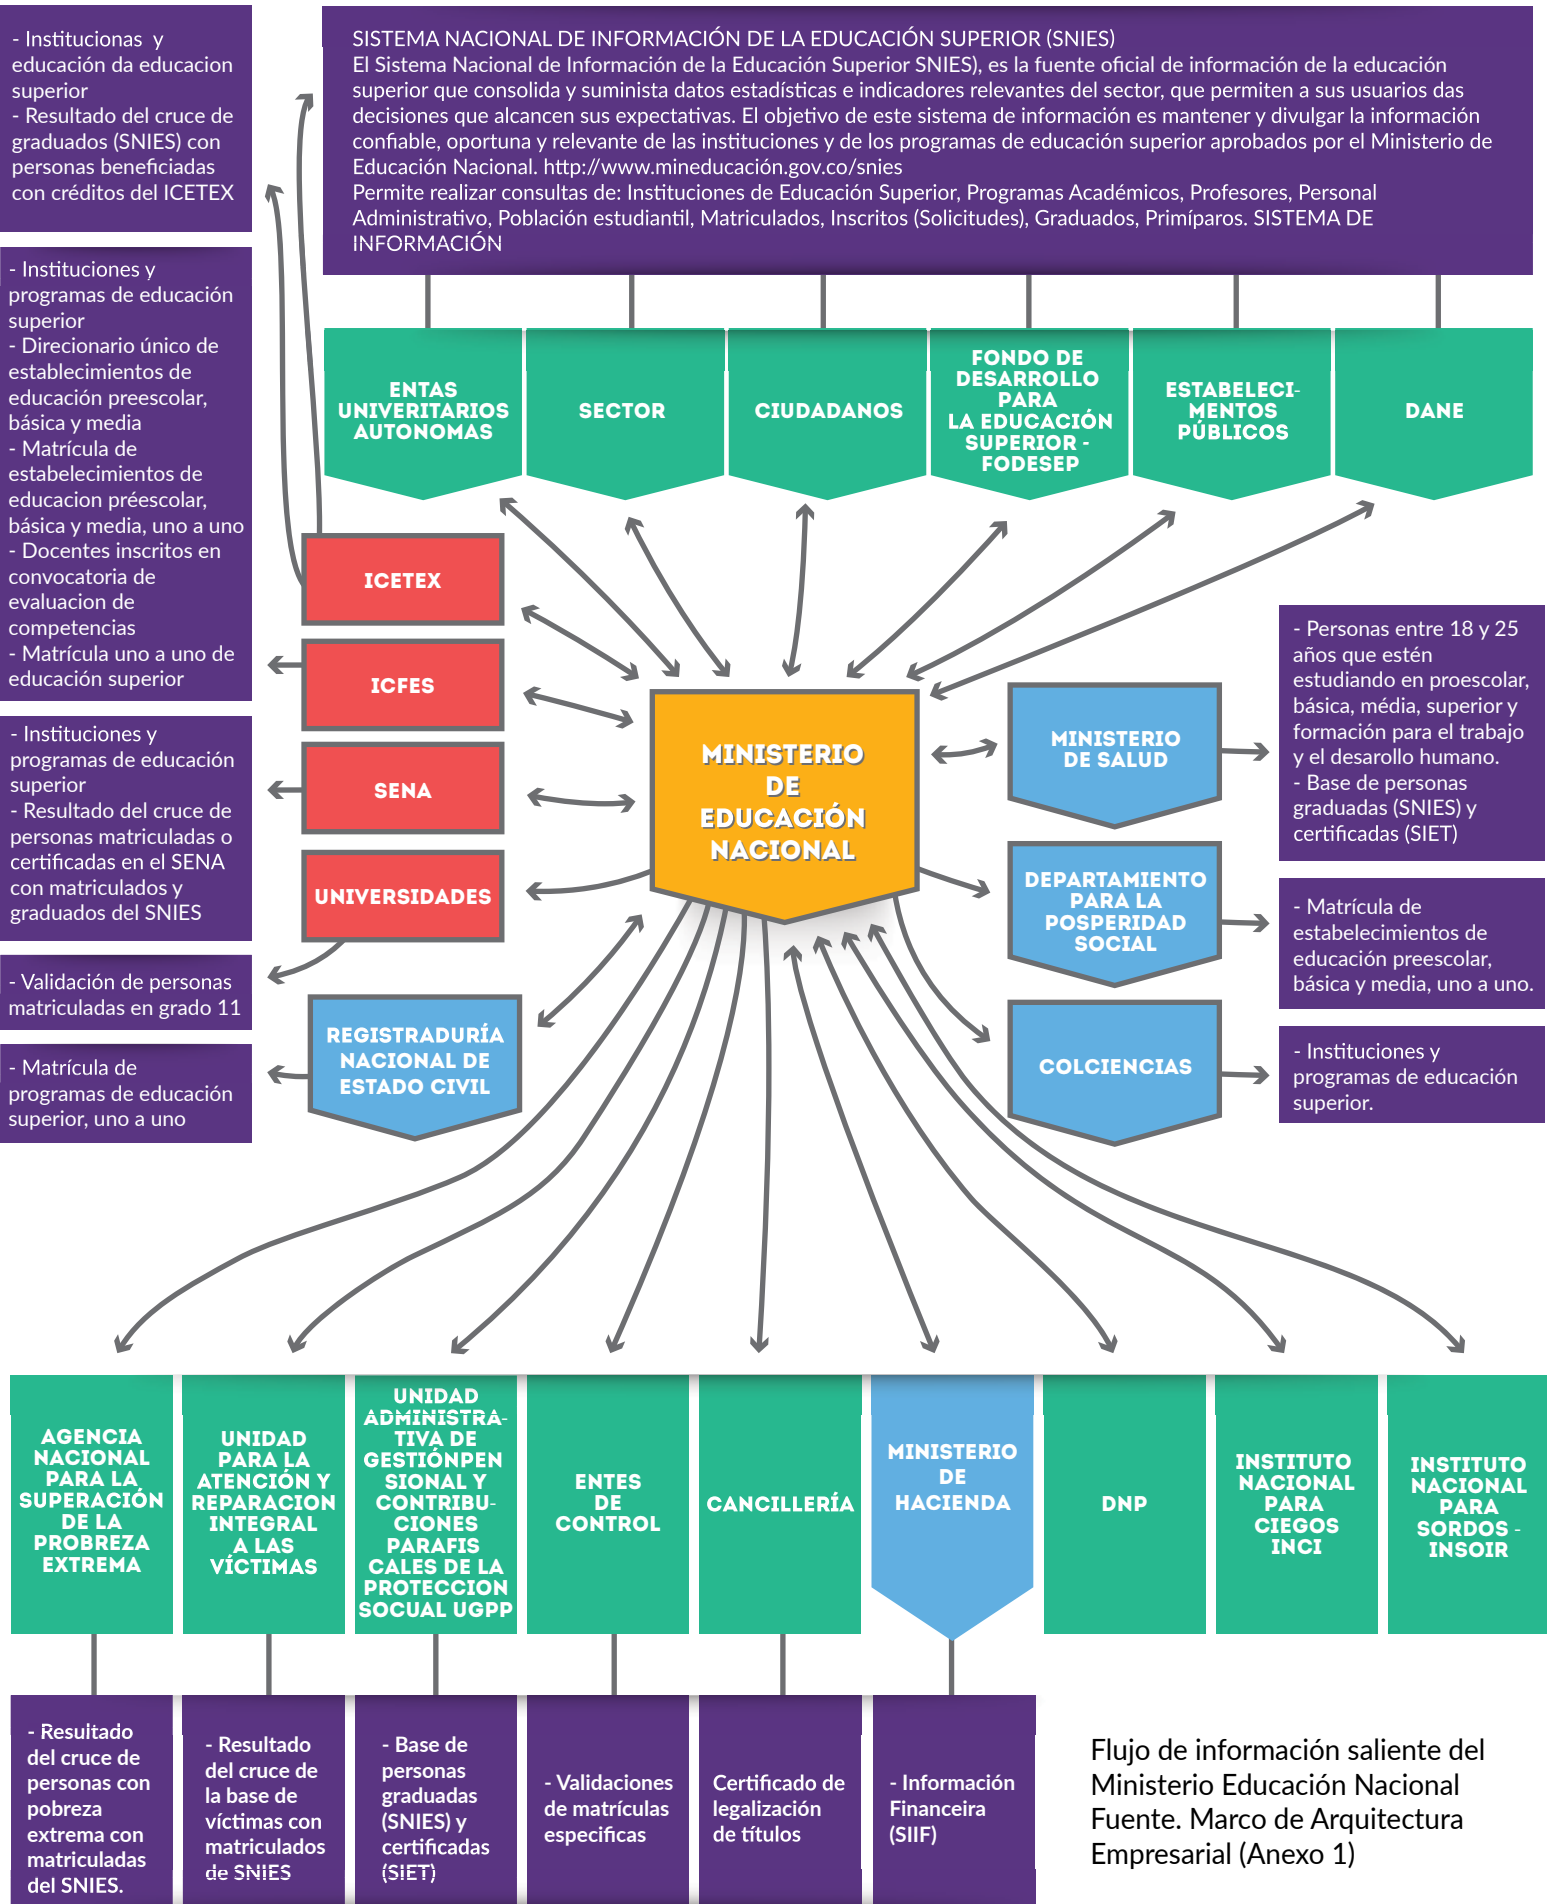 - Institucionas y
educación da educacion
superior
- Resultado del cruce de
graduados (SNIES) con
personas beneficiadas
con créditos del ICETEX
SISTEMA NACIONAL DE INFORMACIÓN DE LA EDUCACIÓN SUPERIOR (SNIES)
El Sistema Nacional de Información de la Educación Superior SNIES), es la fuente oficial de información de la educación
superior que consolida y suminista datos estadísticas e indicadores relevantes del sector, que permiten a sus usuarios das
decisiones que alcancen sus expectativas. El objetivo de este sistema de información es mantener y divulgar la información
confiable, oportuna y relevante de las instituciones y de los programas de educación superior aprobados por el Ministerio de
Educación Nacional. http://www.mineducación.gov.co/snies
Permite realizar consultas de: Instituciones de Educación Superior, Programas Académicos, Profesores, Personal
Administrativo, Población estudiantil, Matriculados, Inscritos (Solicitudes), Graduados, Primíparos. SISTEMA DE
INFORMACIÓN
- Instituciones y
programas de educación
superior
- Direcionario único de
establecimientos de
educación preescolar,
básica y media
- Matrícula de
estabelecimientos de
educacion préescolar,
básica y media, uno a uno
- Docentes inscritos en
convocatoria de
evaluacion de
competencias
- Matrícula uno a uno de
educación superior
- Instituciones y
programas de educación
superior
- Resultado del cruce de
personas matriculadas o
certificadas en el SENA
con matriculados y
graduados del SNIES
- Validación de personas
matriculadas en grado 11
- Matrícula de
programas de educación
superior, uno a uno
ENTAS
UNIVERITARIOS
AUTONOMAS
SECTOR
CIUDADANOS
FONDO DE
DESARROLLO
PARA
LA EDUCACIÓN
SUPERIOR -
FODESEP
ESTABELECI-
MENTOS
PÚBLICOS
DANE
ICETEX
ICFES
SENA
UNIVERSIDADES
REGISTRADURÍA
NACIONAL DE
ESTADO CIVIL
MINISTERIO
DE
EDUCACIÓN
NACIONAL
MINISTERIO
DE SALUD
DEPARTAMIENTO
PARA LA
POSPERIDAD
SOCIAL
COLCIENCIAS
- Personas entre 18 y 25
años que estén
estudiando en proescolar,
básica, média, superior y
formación para el trabajo
y el desarollo humano.
- Base de personas
graduadas (SNIES) y
certificadas (SIET)
- Matrícula de
estabelecimientos de
educación preescolar,
básica y media, uno a uno.
- Instituciones y
programas de educación
superior.
AGENCIA
NACIONAL
PARA LA
SUPERACIÓN
DE LA
PROBREZA
EXTREMA
UNIDAD
PARA LA
ATENCIÓN Y
REPARACION
INTEGRAL
A LAS
VÍCTIMAS
UNIDAD
ADMINISTRA-
TIVA DE
GESTIÓNPEN
SIONAL Y
CONTRIBU-
CIONES
PARAFIS
CALES DE LA
PROTECCION
SOCUAL UGPP
ENTES
DE
CONTROL
CANCILLERÍA
MINISTERIO
DE
HACIENDA
DNP
INSTITUTO
NACIONAL
PARA
CIEGOS
INCI
INSTITUTO
NACIONAL
PARA
SORDOS -
INSOIR
- Resultado
del cruce de
personas con
pobreza
extrema con
matriculadas
del SNIES.
- Resultado
del cruce de
la base de
víctimas con
matriculados
de SNIES
- Base de
personas
graduadas
(SNIES) y
certificadas
(SIET)
- Validaciones
de matrículas
especificas
Certificado de
legalización
de títulos
- Información
Financeira
(SIIF)
Flujo de información saliente del
Ministerio Educación Nacional
Fuente. Marco de Arquitectura
Empresarial (Anexo 1)